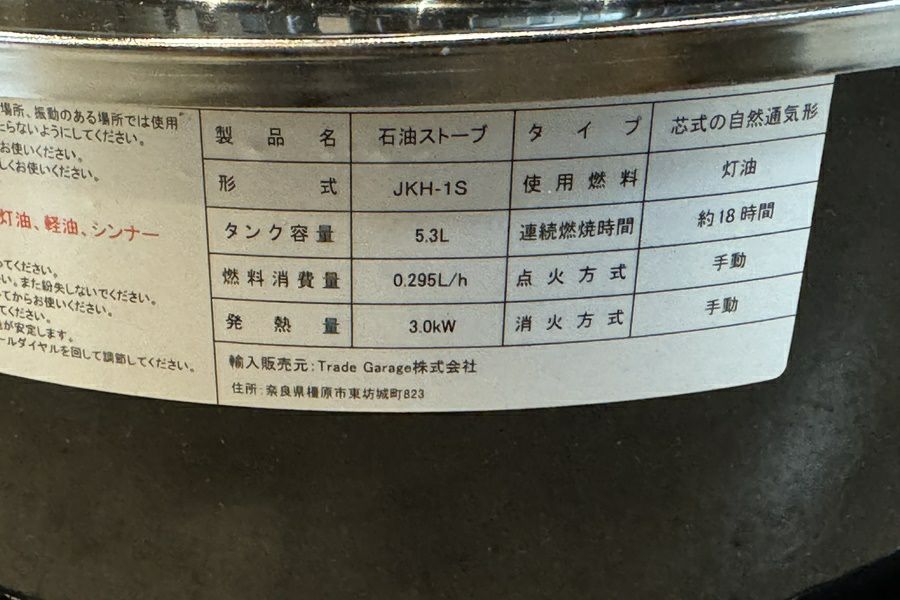 場所、振動のある場所では使用
たらないようにしてください。
お使いください。
しくお使いください。
灯油、軽油、シンナー
ってください。
い。また紛失しないでください。
てからお使いください。
てください。
が安定します。
ールダイヤルを回して調節してください。
製品名 石油ストーブ タイプ 芯式の自然通気形
形式 JKH-1S 使用燃料 灯油
タンク容量 5.3L 連続燃焼時間 約18時間
燃料消費量 0.295L/h 点火方式 手動
発熱量 3.0kW 消火方式 手動
輸入販売元:Trade Garage株式会社
住所:奈良県橿原市東坊城町823